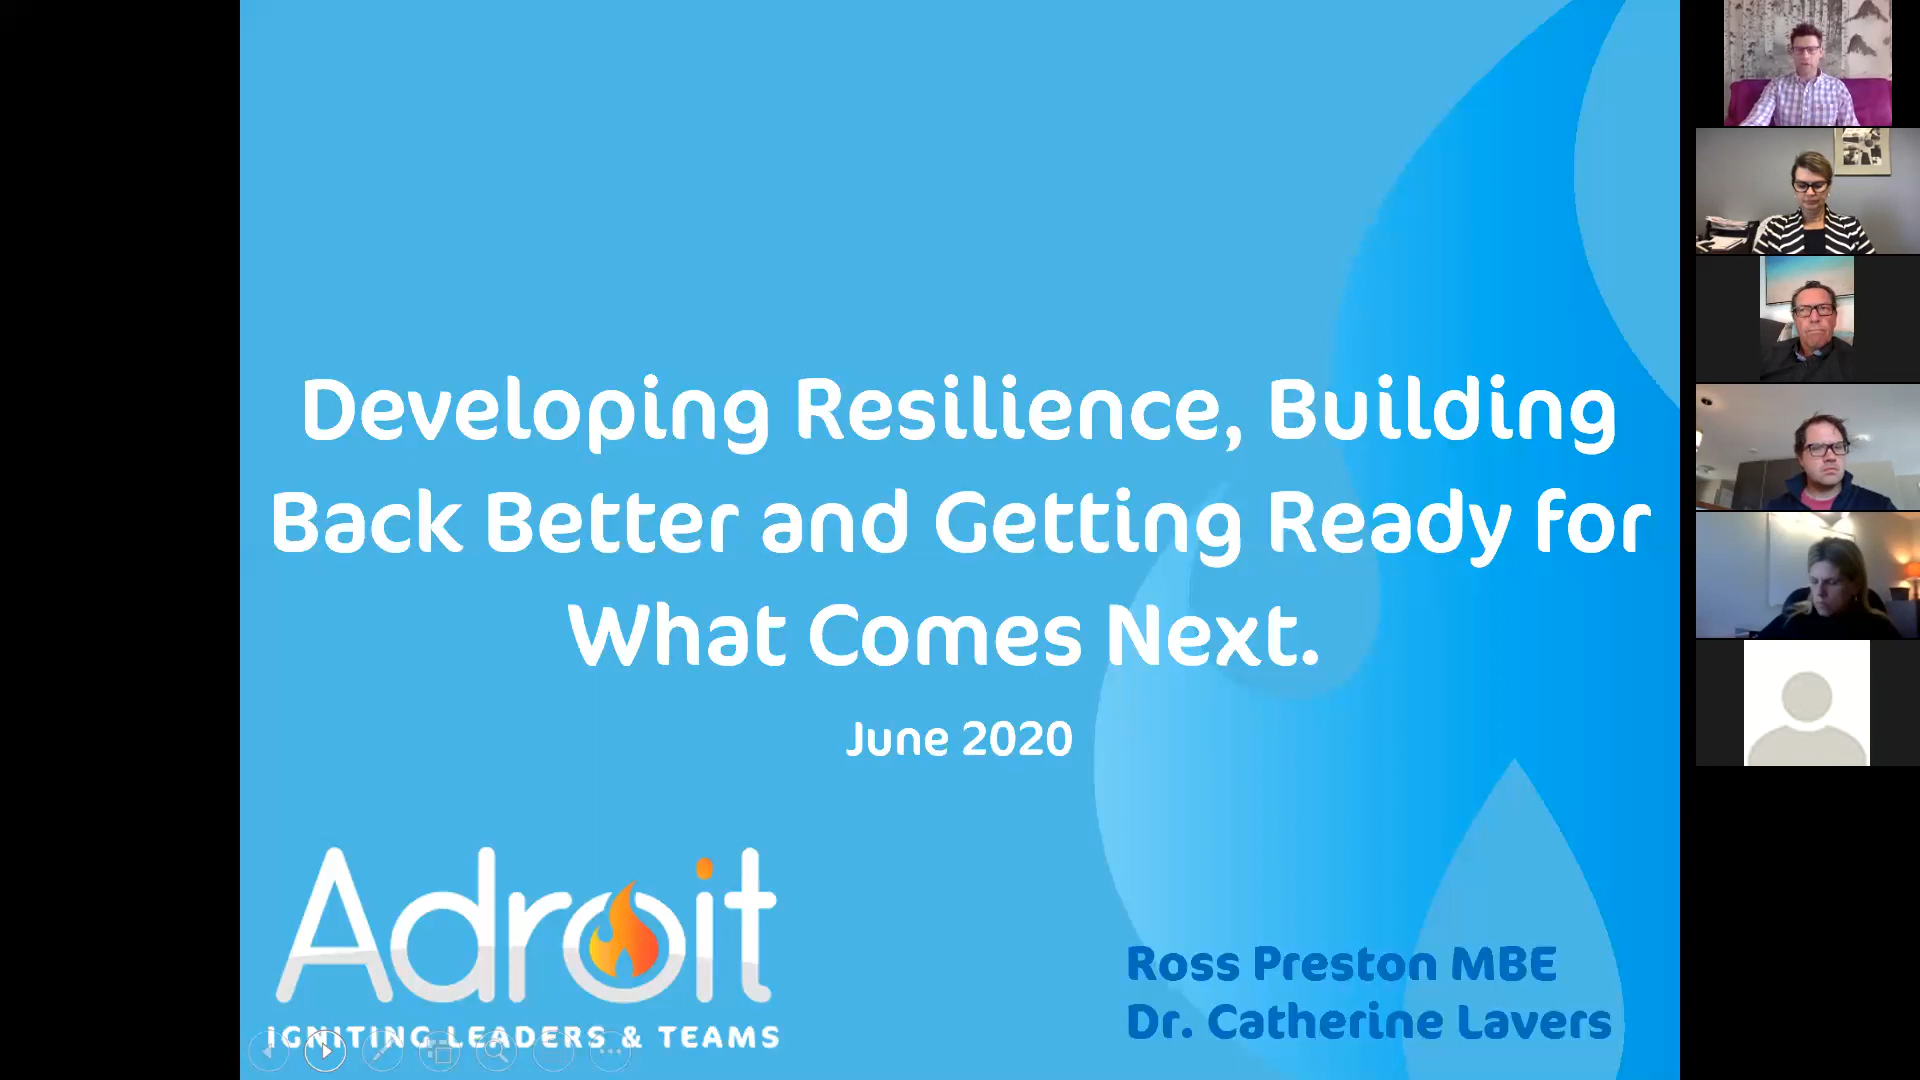 Developing Resilience, Building
Back Better and Getting Ready for
What Comes Next.
June 2020
Adroit
IGNITING LEADERS & TEAMS
Ross Preston MBE
Dr. Catherine Lavers